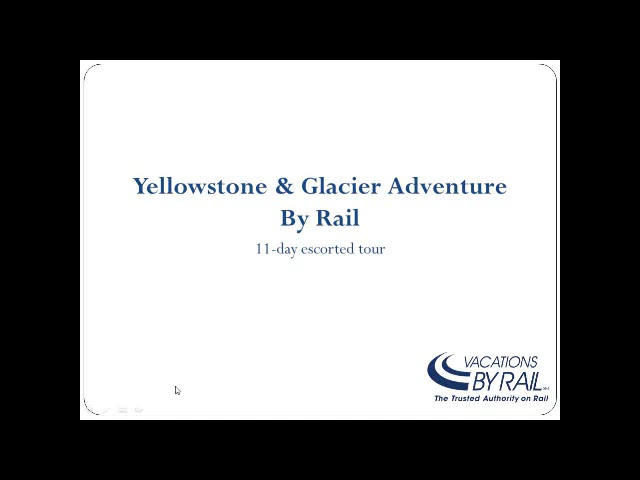 Yellowstone & Glacier Adventure
By Rail
11-day escorted tour
VACATIONS
BY RAIL
The Trusted Authority on Rail